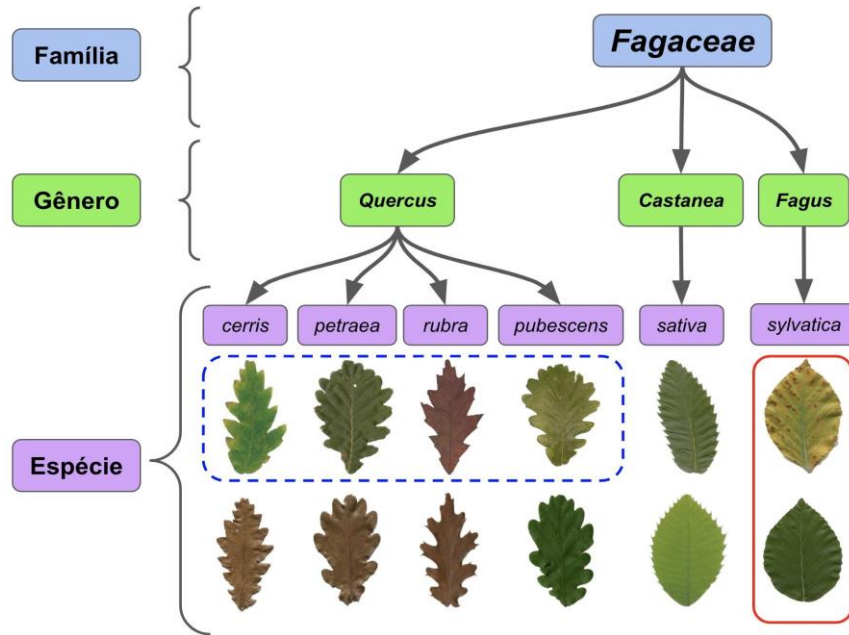 Família
Fagaceae
Gênero
Quercus
Castanea
Fagus
Espécie
cerris
petraea
rubra
pubescens
sativa
sylvatica